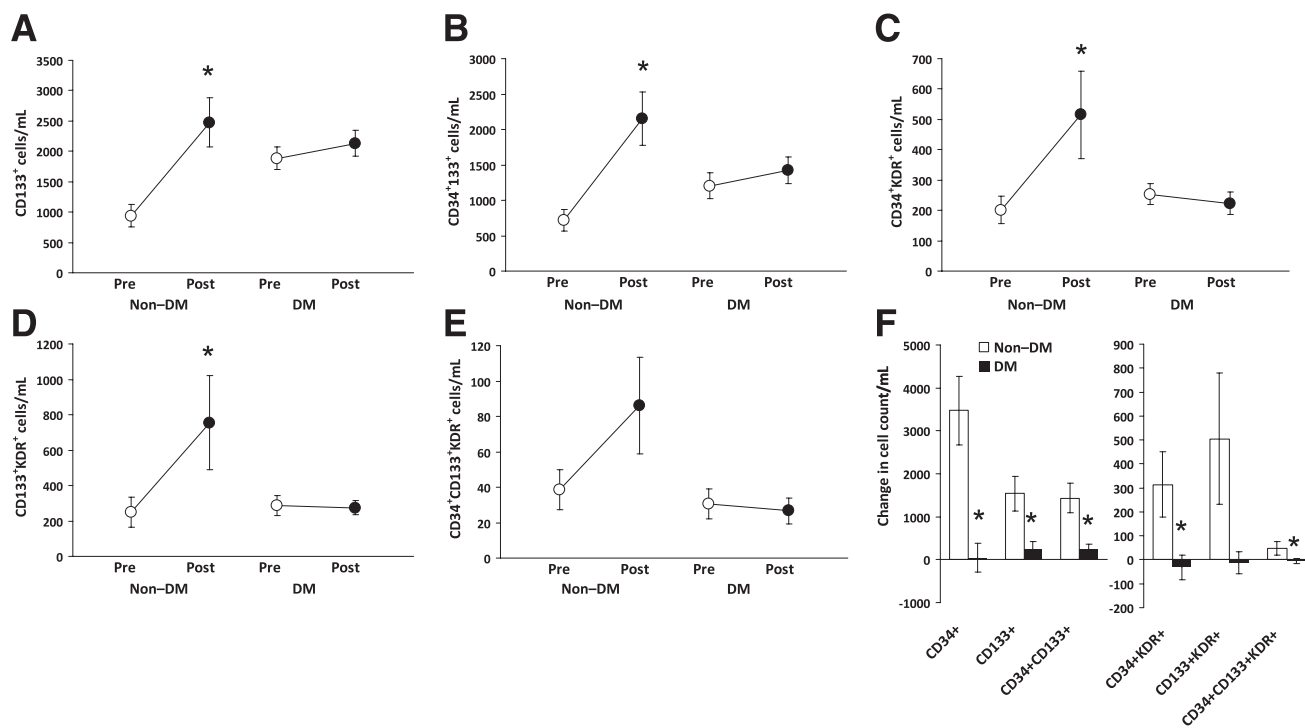 A
CD133+ cells/mL
3500
3000
2500
2000
1500
1000
500
0
*
Pre Post Pre Post
Non–DM DM
B
CD34+133+ cells/mL
3000
2500
2000
1500
1000
500
0
*
Pre Post Pre Post
Non–DM DM
C
CD34+KDR+ cells/mL
700
600
500
400
300
200
100
0
*
Pre Post Pre Post
Non–DM DM
D
CD133+KDR+ cells/mL
1200
1000
800
600
400
200
0
*
Pre Post Pre Post
Non–DM DM
E
CD34+CD133+KDR+ cells/mL
120
100
80
60
40
20
0
Pre Post Pre Post
Non–DM DM
F
Change in cell count/mL
Non–DM
DM
5000
4000
3000
2000
1000
0
-1000
* * *
CD34+
CD133+
CD34+CD133+
900
800
700
600
500
400
300
200
100
0
-100
-200
* *
CD34+KDR+
CD133+KDR+
CD34+CD133+KDR+